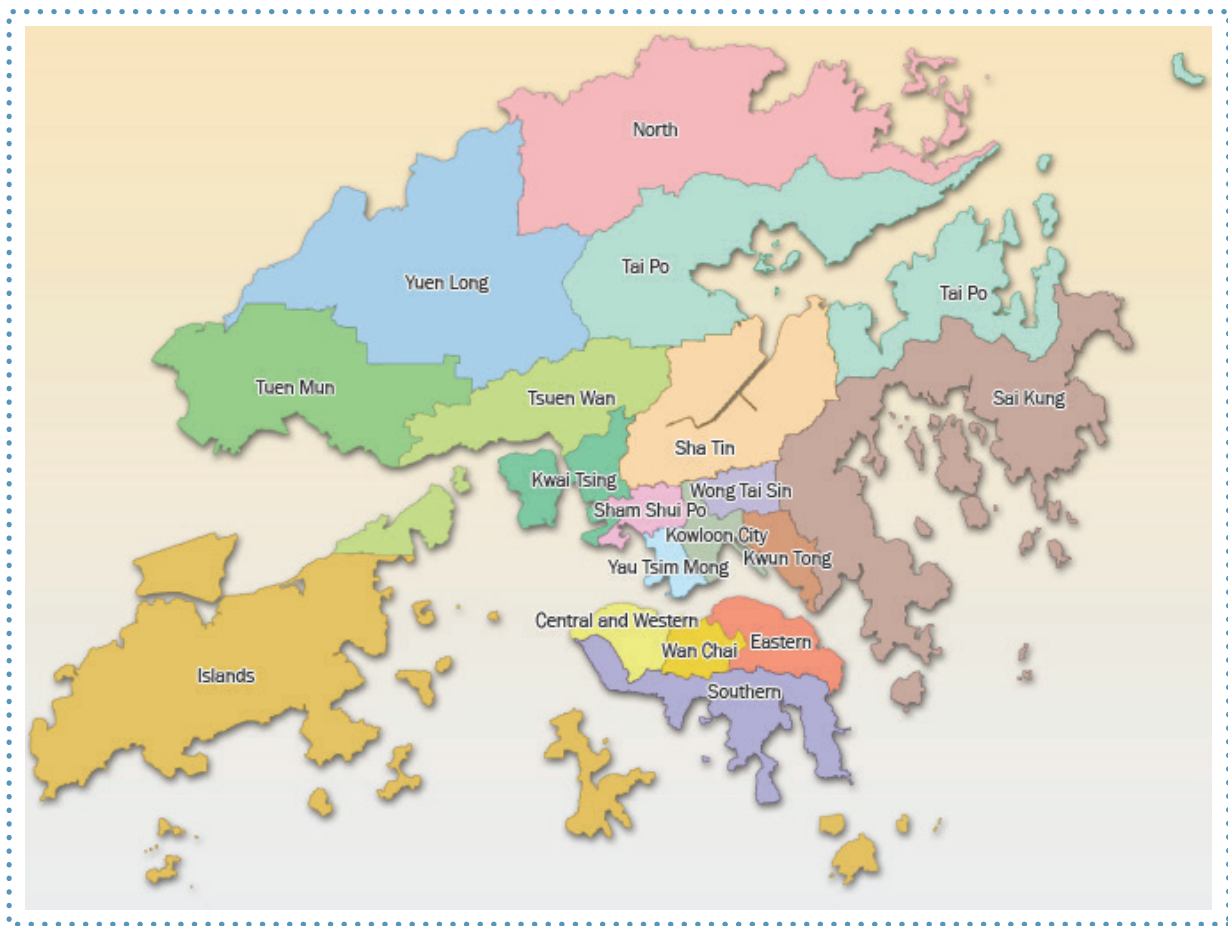 North
Yuen Long
Tai Po
Tai Po
Tuen Mun
Tsuen Wan
Sai Kung
Sha Tin
Kwai Tsing
Wong Tai Sin
Sham Shui Po
Kowloon City
Kwun Tong
Yau Tsim Mong
Central and Western
Wan Chai
Eastern
Islands
Southern